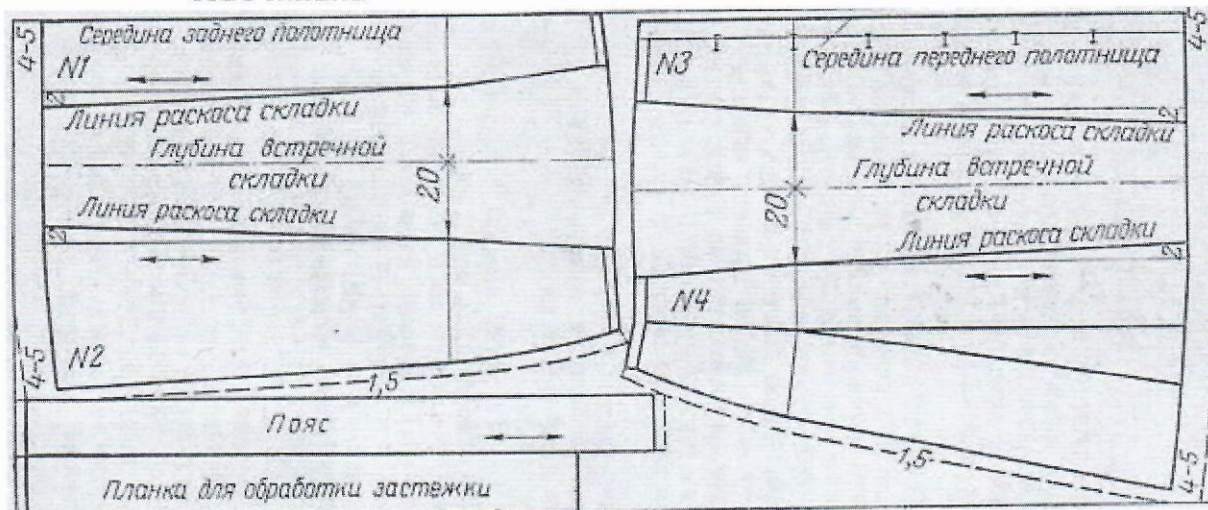 4-5
Середина заднего полотнища
N1
2
Линия раскоса складки
Глубина встречной
складки
20
Линия раскоса складки
2
N2
4-5
1,5
Пояс
Планка для обработки застежки
4-5
N3
Середина переднего полотнища
2
Линия раскоса складки
Глубина встречной
складки
20
Линия раскоса складки
2
N4
1,5
4-5